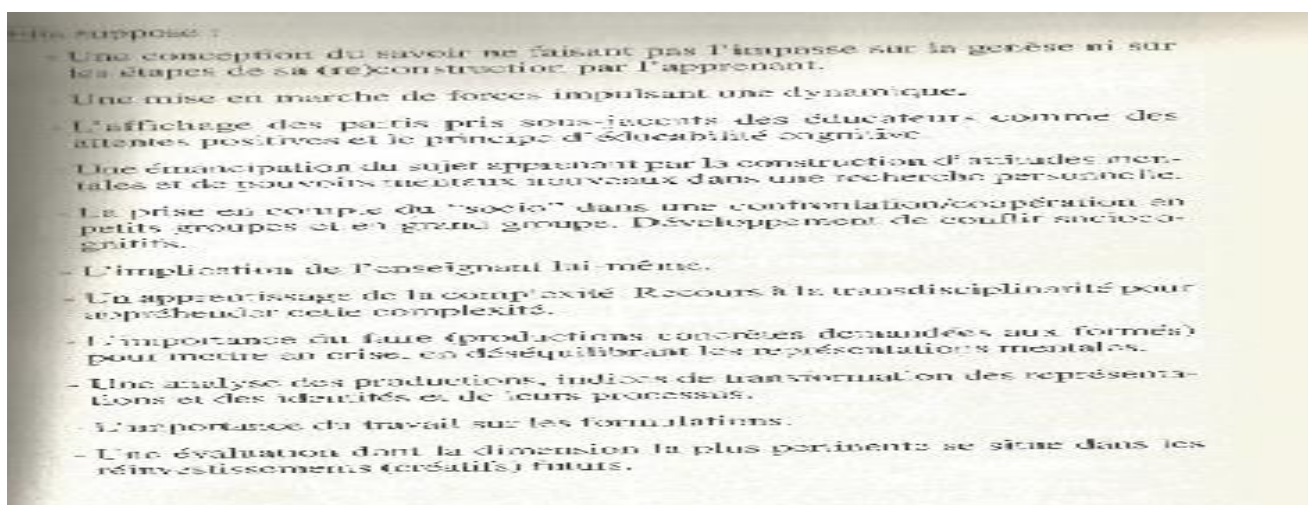 suppose :
- Une conception du savoir ne faisant pas l'impasse sur la genèse ni sur
les étapes de sa (re)construction par l'apprenant.
Une mise en marche de forces impulsant une dynamique.
- L'affichage des partis pris sous-jacents des éducateurs comme des
attentes positives et le principe d'éducabilité cognitive
Une émancipation du sujet apprenant par la construction d'attitudes men-
tales et de pouvoirs mentaux nouveaux dans une recherche personnelle.
- La prise en compte du "socio" dans une confrontation/coopération en
petits groupes et en grand groupe. Développement de conflit socioco-
gnitifs.
- L'implication de l'enseignant lui-même.
- Un apprentissage de la complexité Recours à la transdisciplinarité pour
appréhender cette complexité.
- L'importance du faire (productions concrètes demandées aux formés)
pour mettre en crise, en déséquilibrant les représentations mentales.
- Une analyse des productions, indices de transformation des représenta-
tions et des identités et de leurs processus.
- L'importance du travail sur les formulations.
- Une évaluation dont la dimension la plus pertinente se situe dans les
réinvestissements (créatifs) futurs.